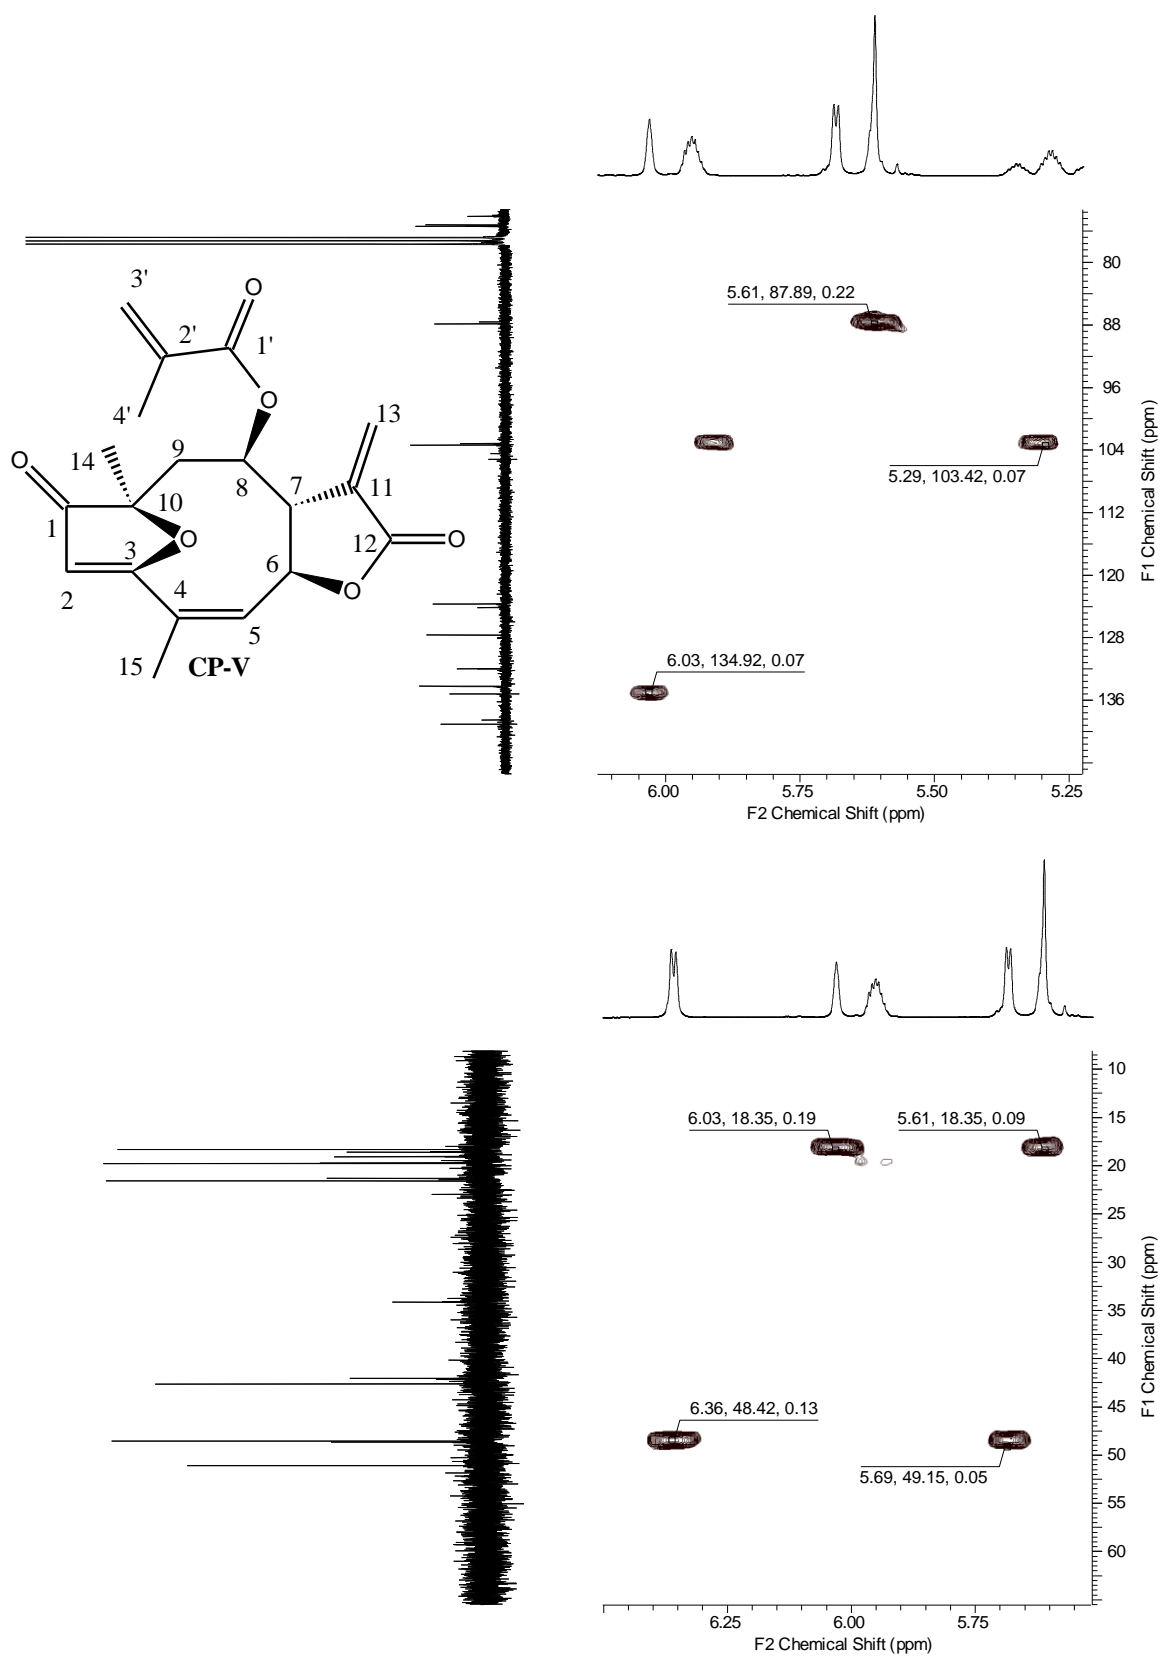 3'
O
2'
1'
4'
O
13
14
9
O
8
7
11
10
1
O
12
O
3
6
O
2
4
5
15
CP-V
5.61, 87.89, 0.22
5.29, 103.42, 0.07
6.03, 134.92, 0.07
80
88
96
104
112
120
128
136
F1 Chemical Shift (ppm)
6.00 5.75 5.50 5.25
F2 Chemical Shift (ppm)
6.03, 18.35, 0.19
5.61, 18.35, 0.09
6.36, 48.42, 0.13
5.69, 49.15, 0.05
10
15
20
25
30
35
40
45
50
55
60
F1 Chemical Shift (ppm)
6.25 6.00 5.75
F2 Chemical Shift (ppm)